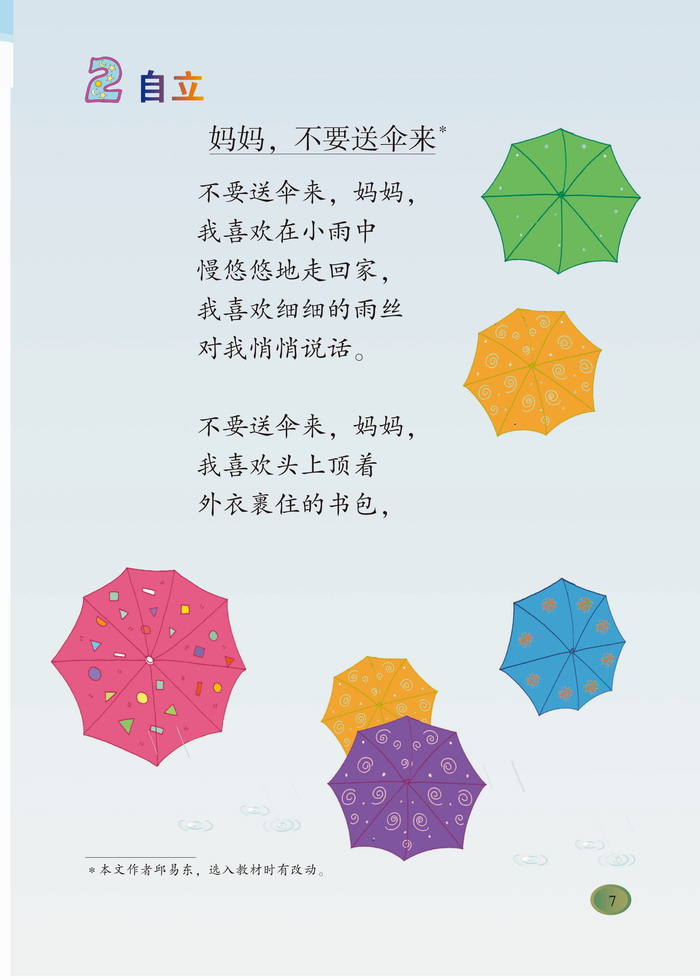 2 自立
妈妈，不要送伞来*
不要送伞来，妈妈，
我喜欢在小雨中
慢悠悠地走回家，
我喜欢细细的雨丝
对我悄悄说话。
不要送伞来，妈妈，
我喜欢头上顶着
外衣裹住的书包，
*本文作者邱易东，选入教材时有改动。
7